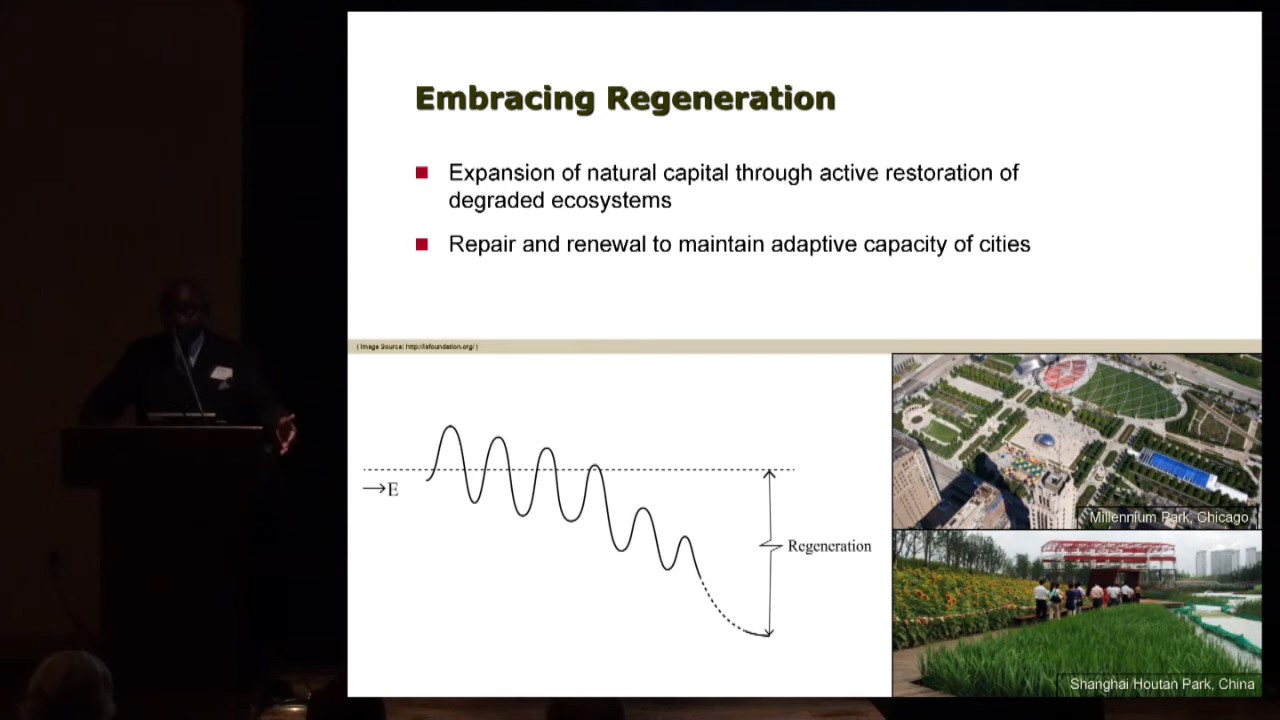 Embracing Regeneration
Expansion of natural capital through active restoration of
degraded ecosystems
Repair and renewal to maintain adaptive capacity of cities
( Image Source: http://lafoundation.org/ )
→E
Regeneration
Millennium Park, Chicago
Shanghai Houtan Park, China